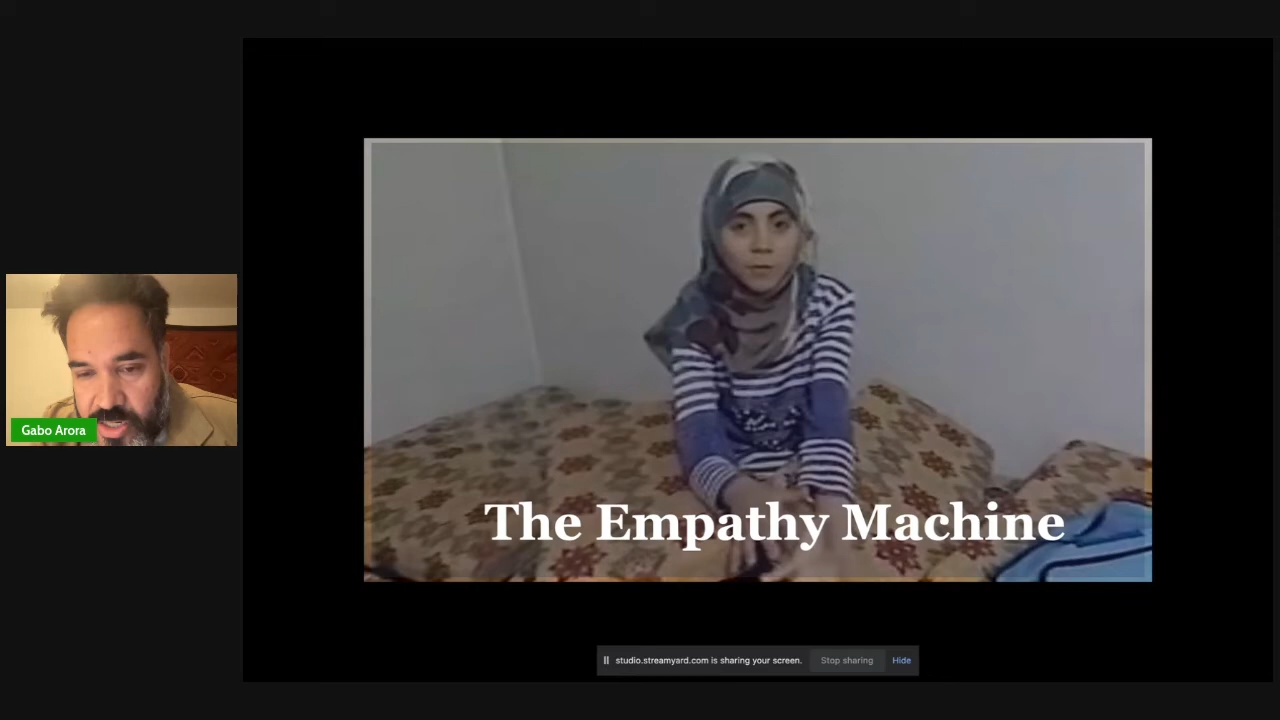 Gabo Arora
The Empathy Machine
studio.streamyard.com is sharing your screen. Stop sharing Hide